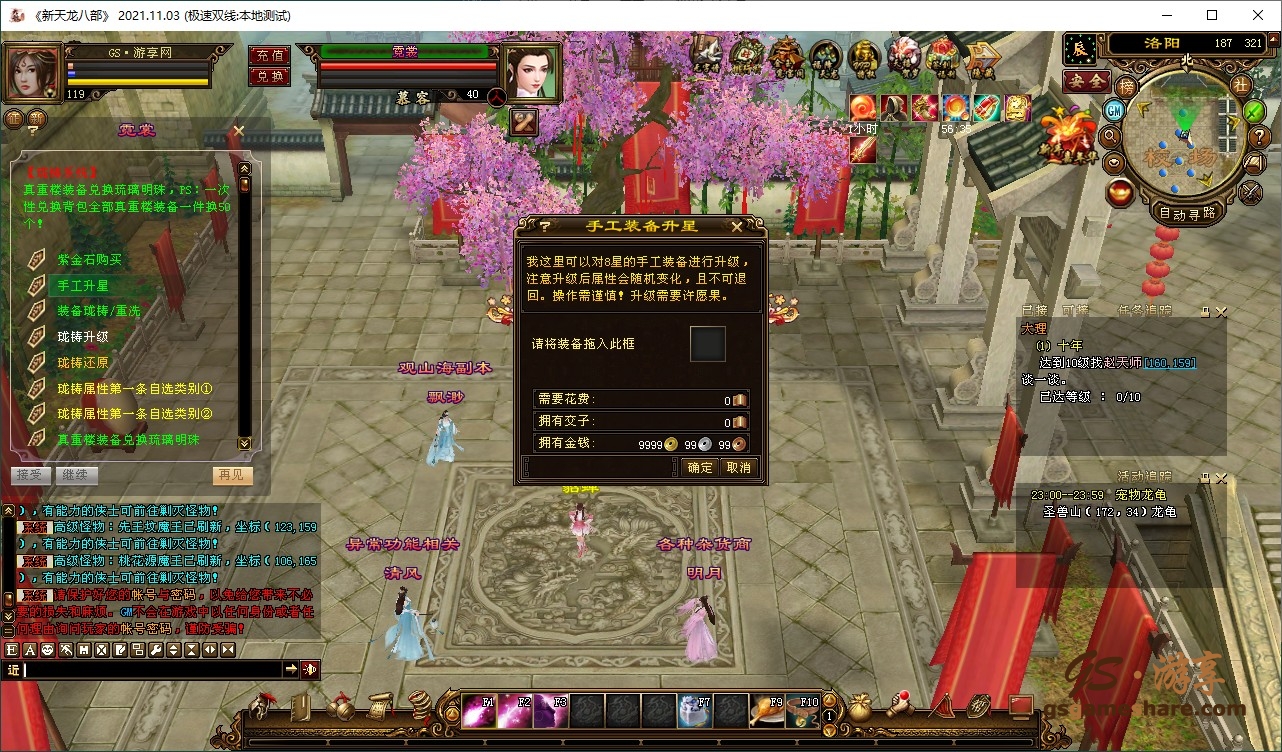 《新天龙八部》 2021.11.03 (极速双线:本地测试)
GS·游享网
119
充值
兑换
霓裳
慕容
40
1小时
56:35
辰
洛阳
187 321
北
安全
榜
社
GM
校场
自动寻路
征 新
霓裳
真重楼装备兑换琉璃明珠，PS：一次
性兑换背包全部真重楼装备一件换50
个！
紫金石购买
手工升星
装备珑铸/重洗
珑铸升级
珑铸还原
珑铸属性第一条自选类别①
珑铸属性第一条自选类别②
真重楼装备兑换琉璃明珠
接受
继续
再见
手工装备升星
我这里可以对8星的手工装备进行升级，
注意升级后属性会随机变化，且不可退
回。操作需谨慎！升级需要许愿果。
请将装备拖入此框
需要花费:
0
拥有交子:
0
拥有金钱:
9999 99 99
确定
取消
观山海副本
飘渺
貂蝉
异常功能相关
清风
各种杂货商
明月
已接
可接
任务追踪
大理
(1) 十年
达到10级找赵天师[160,159]
谈一谈。
已达等级 : 0/10
活动追踪
23:00--23:59 宠物龙龟
圣兽山（172，34）龙龟
)，有能力的侠士可前往剿灭怪物！
系统 高级怪物：先王坟魔王已刷新，坐标(123,159
)，有能力的侠士可前往剿灭怪物！
系统 高级怪物：桃花源魔王已刷新，坐标(106,165
)，有能力的侠士可前往剿灭怪物！
系统 请保护好您的帐号与密码，以免给您带来不必
要的损失和麻烦。GM不会在游戏中以任何身份或者任
何理由询问玩家的帐号密码，谨防受骗！
近
F1
F2
F3
F7
F9
F10
1
GS·游享